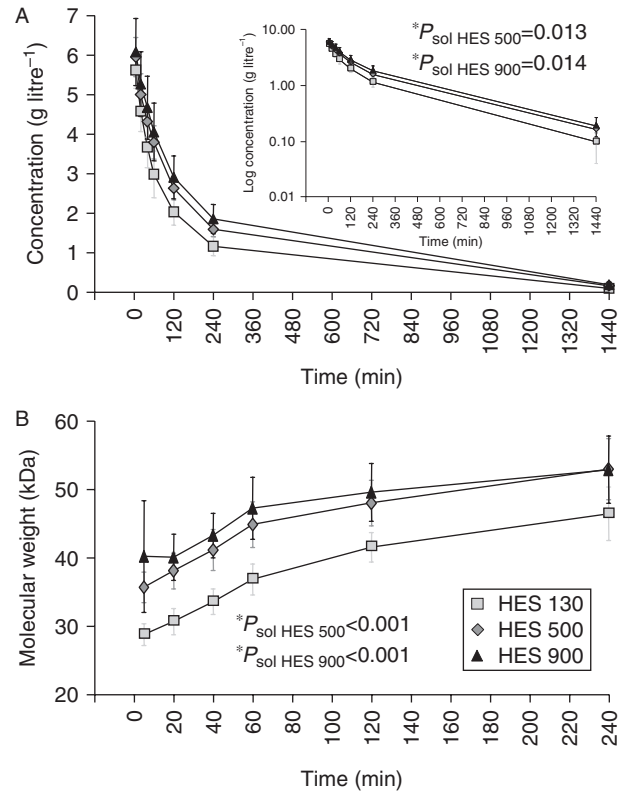 A
Concentration (g litre⁻¹)
7
6
5
4
3
2
1
0
0 120 240 360 480 600 720 840 960 1080 1200 1320 1440
Time (min)
*P sol HES 500=0.013
*P sol HES 900=0.014
Log concentration (g litre⁻¹)
10.00
1.00
0.10
0.01
0 120 240 360 480 600 720 840 960 1080 1200 1320 1440
Time (min)
B
Molecular weight (kDa)
60
50
40
30
20
*P sol HES 500<0.001
*P sol HES 900<0.001
HES 130
HES 500
HES 900
0 20 40 60 80 100 120 140 160 180 200 220 240
Time (min)